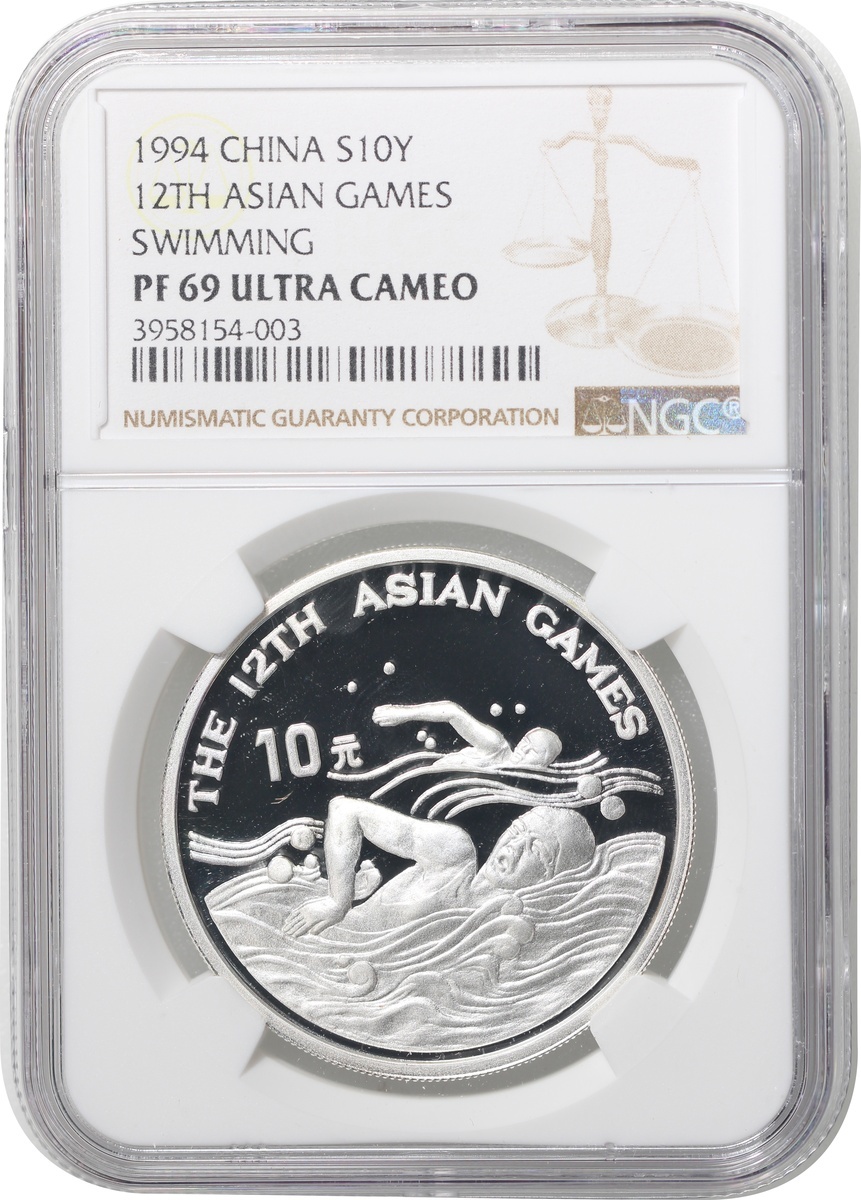 1994 CHINA S10Y
12TH ASIAN GAMES
SWIMMING
PF 69 ULTRA CAMEO
3958154-003
NUMISMATIC GUARANTY CORPORATION
NGC®
THE 12TH ASIAN GAMES
10元